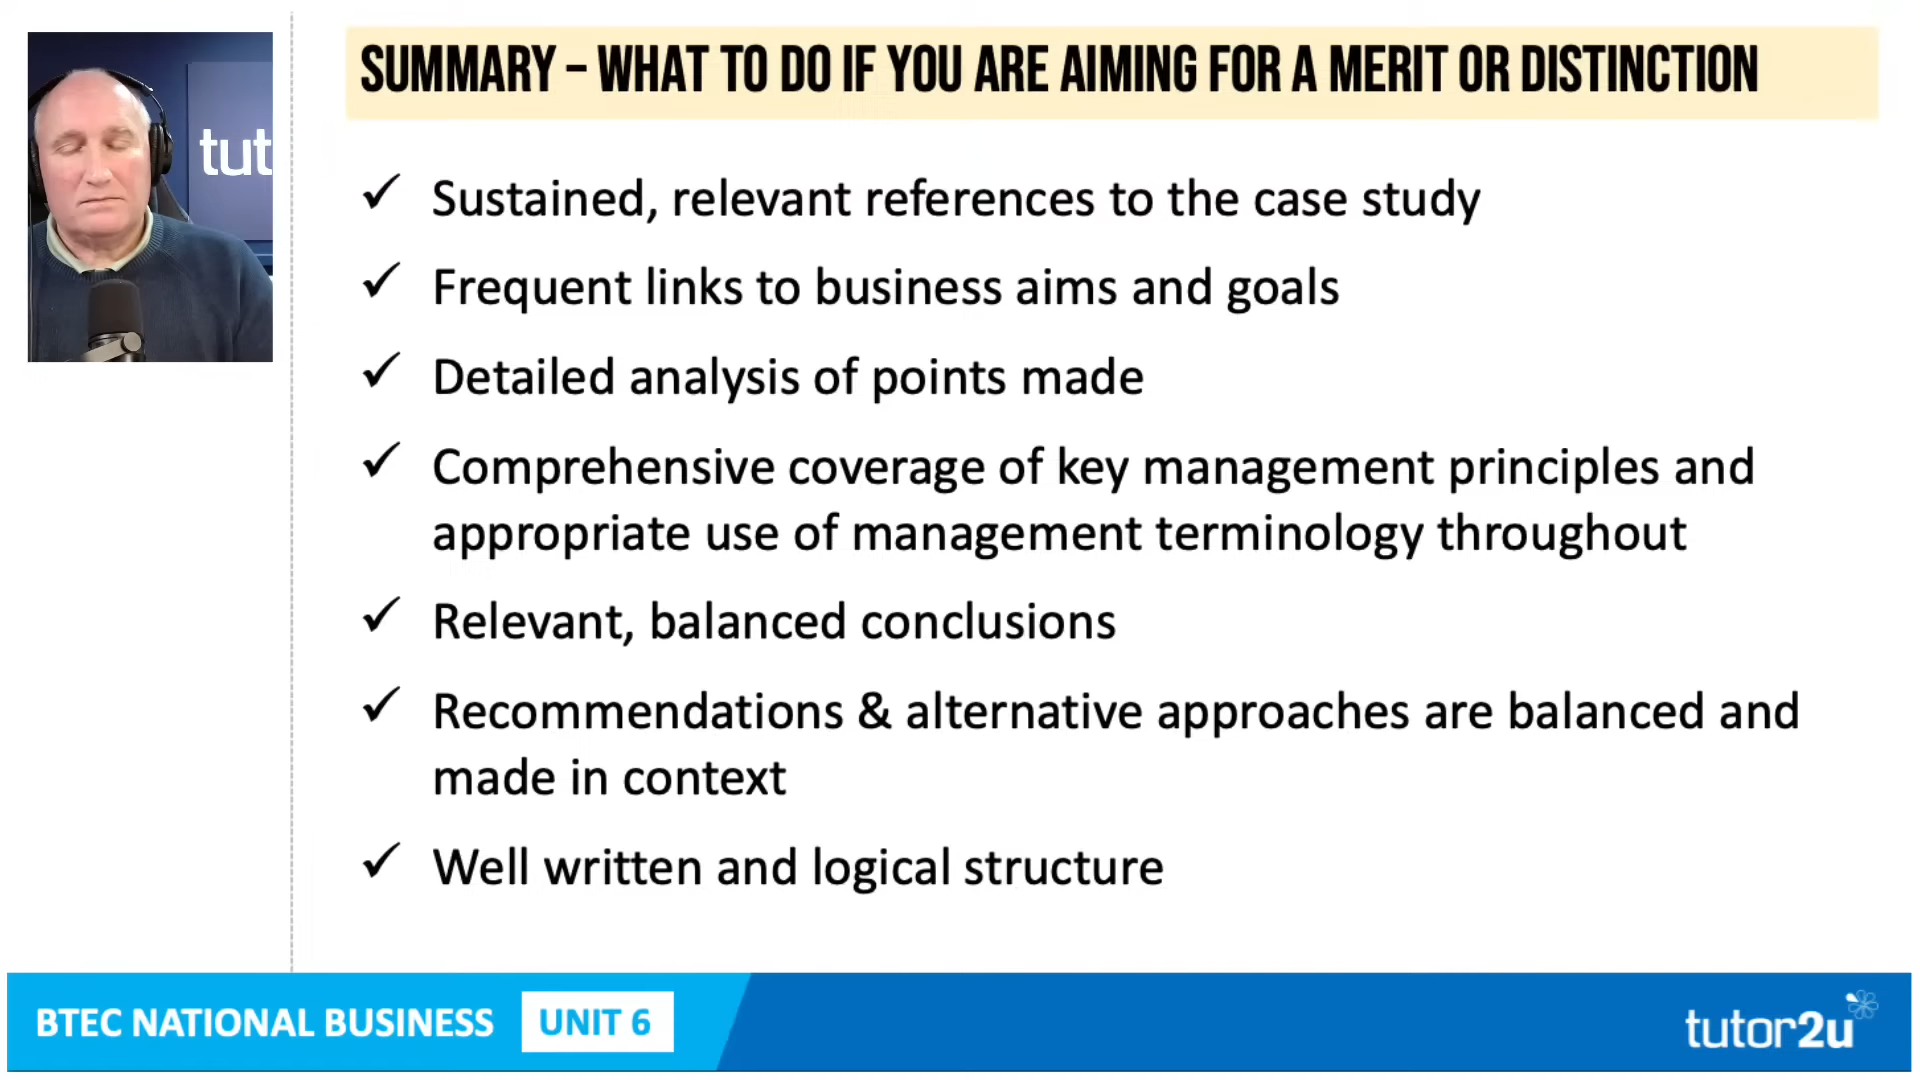 SUMMARY – WHAT TO DO IF YOU ARE AIMING FOR A MERIT OR DISTINCTION
tut
✓ Sustained, relevant references to the case study
✓ Frequent links to business aims and goals
✓ Detailed analysis of points made
✓ Comprehensive coverage of key management principles and
appropriate use of management terminology throughout
✓ Relevant, balanced conclusions
✓ Recommendations & alternative approaches are balanced and
made in context
✓ Well written and logical structure
BTEC NATIONAL BUSINESS UNIT 6
tutor2u